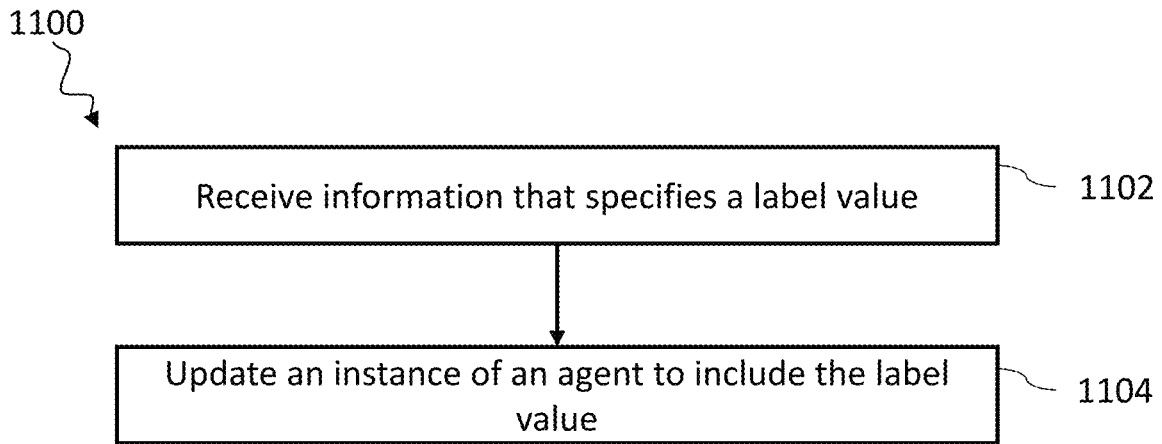 1100
Receive information that specifies a label value
1102
Update an instance of an agent to include the label
value
1104